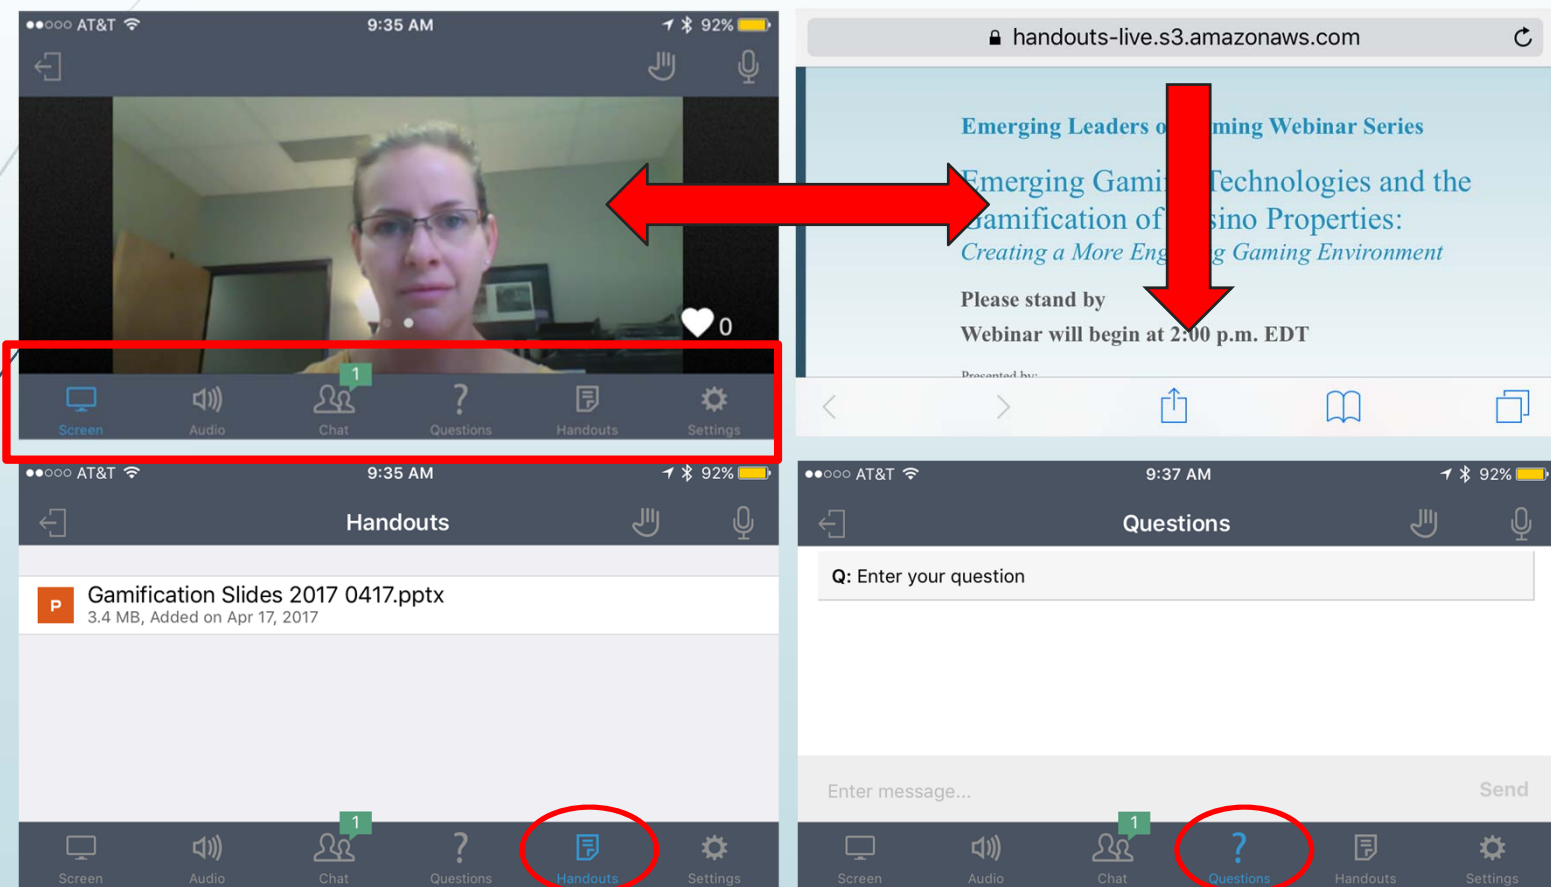 AT&T 9:35 AM 92%
0
1
Screen Audio Chat Questions Handouts Settings
handouts-live.s3.amazonaws.com
Emerging Leaders o ming Webinar Series
Emerging Gami Technologies and the
Gamification of sino Properties:
Creating a More Eng g Gaming Environment
Please stand by
Webinar will begin at 2:00 p.m. EDT
Presented by:
AT&T 9:35 AM 92%
Handouts
P
Gamification Slides 2017 0417.pptx
3.4 MB, Added on Apr 17, 2017
1
Screen Audio Chat Questions Handouts Settings
AT&T 9:37 AM 92%
Questions
Q: Enter your question
Enter message...
Send
1
Screen Audio Chat Questions Handouts Settings